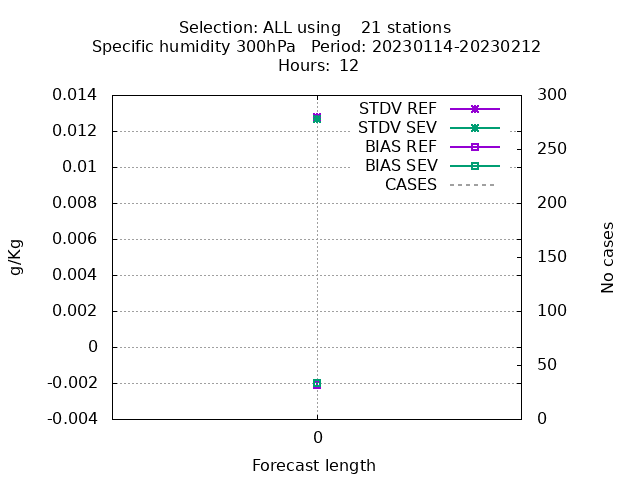 Selection: ALL using    21 stations
Specific humidity 300hPa   Period: 20230114-20230212
Hours:  12
0.014
0.012
0.01
0.008
0.006
0.004
0.002
0
-0.002
-0.004
g/Kg
STDV REF
STDV SEV
BIAS REF
BIAS SEV
CASES
300
250
200
150
100
50
0
No cases
0
Forecast length